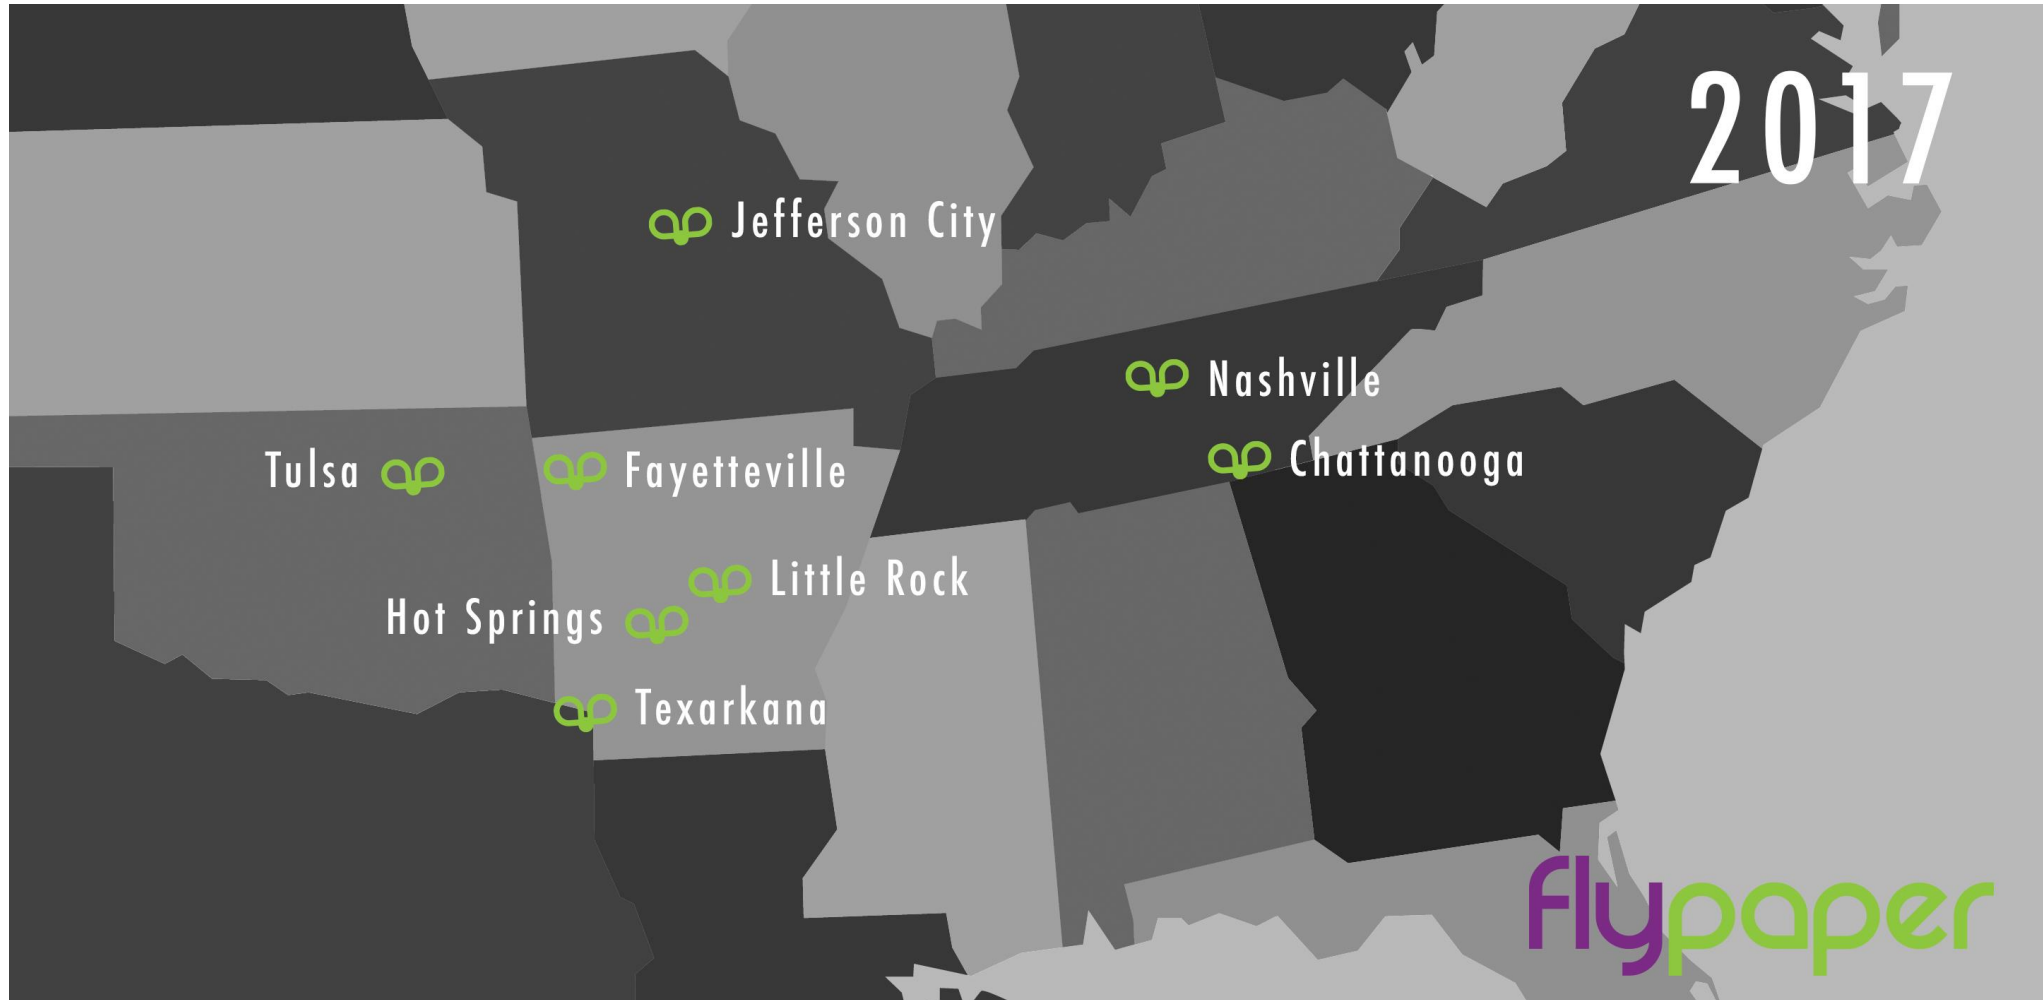 2017
Jefferson City
Nashville
Chattanooga
Tulsa
Fayetteville
Little Rock
Hot Springs
Texarkana
flypaper